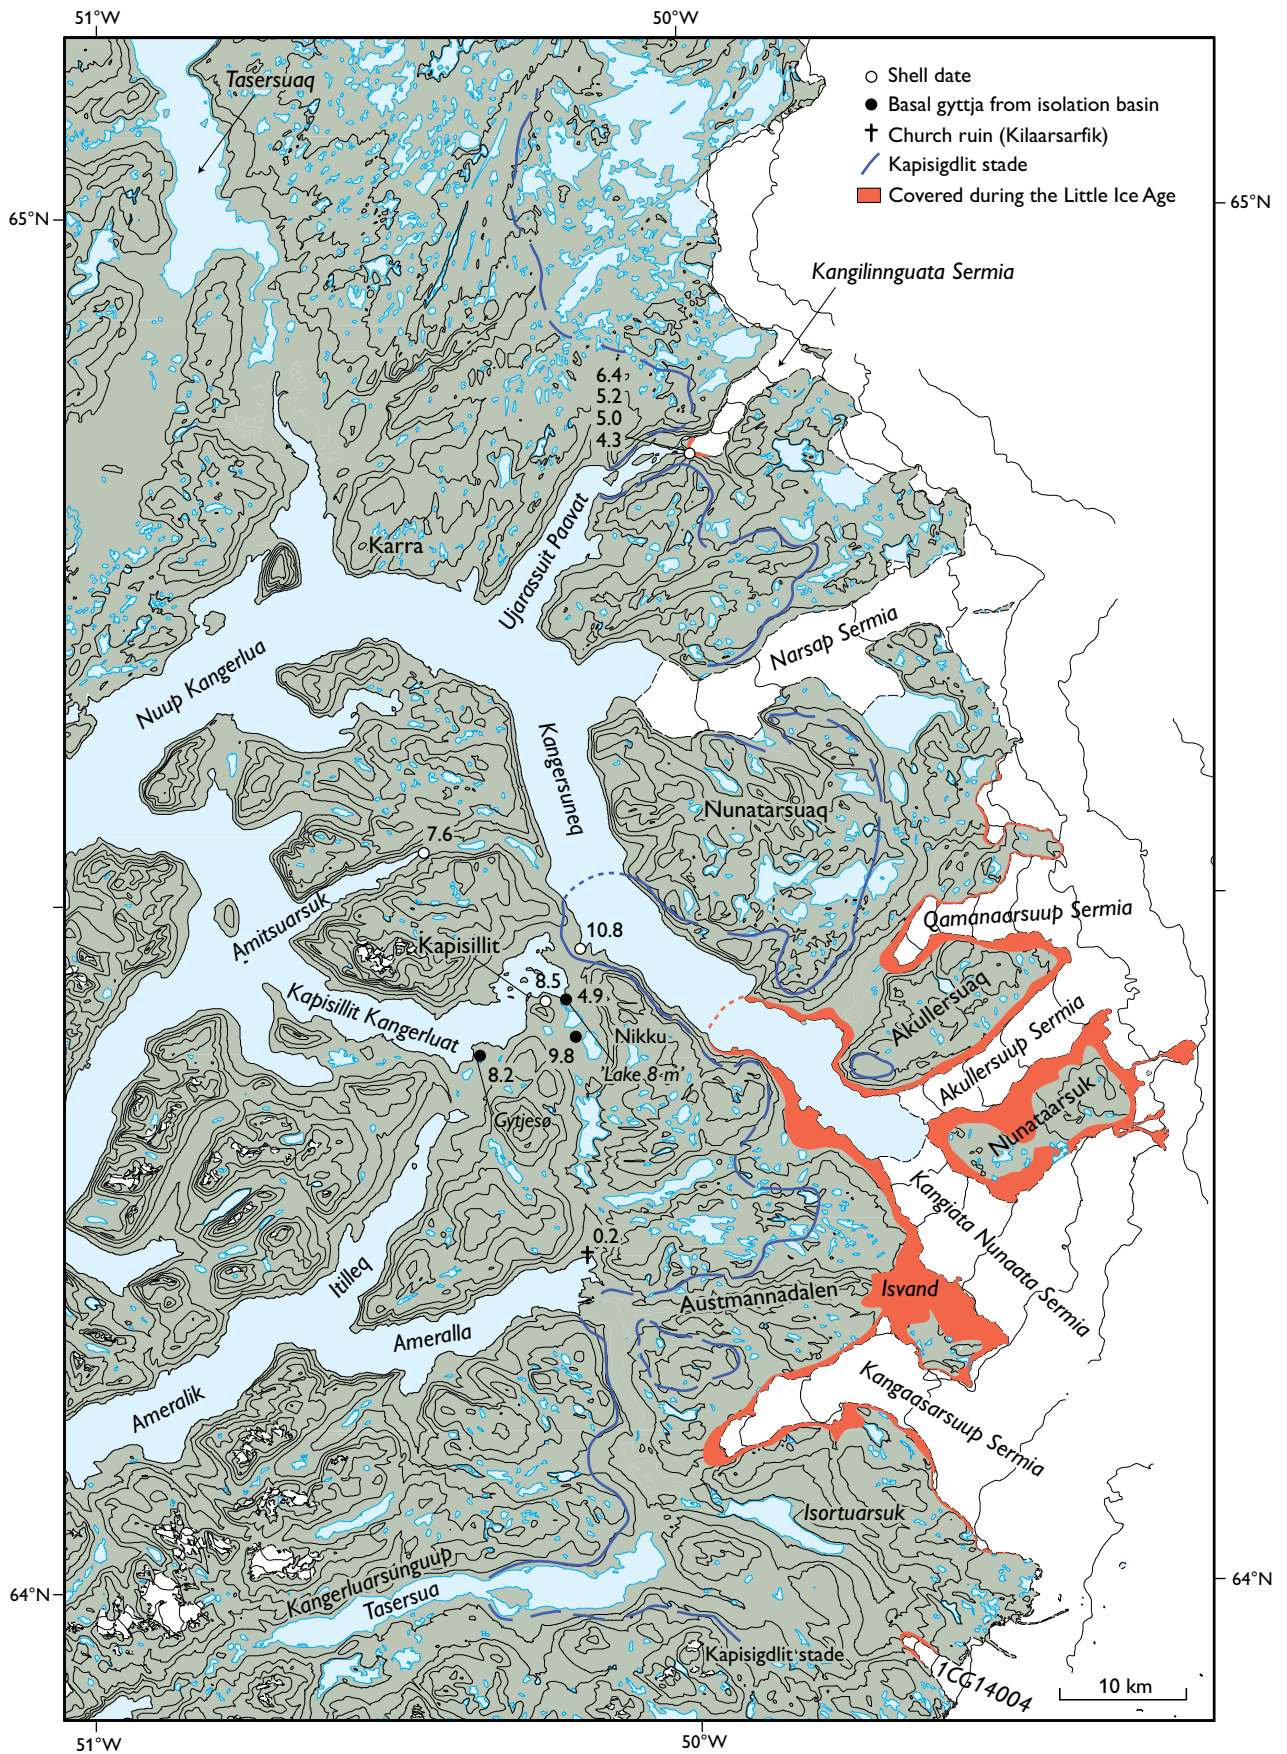 51°W
50°W
Tasersuaq
Shell date
Basal gyttja from isolation basin
Church ruin (Kilaarsarfik)
Kapisigdlit stade
Covered during the Little Ice Age
65°N
65°N
Kangilinnguata Sermia
6.4
5.2
5.0
4.3
Ujarassuit Paavat
Karra
Narsap Sermia
Nuup Kangerlua
Kangersuneq
Nunatarsuaq
7.6
Amitsuarsuk
Qamanaarsuup Sermia
10.8
Kapisillit
8.5
4.9
Akullersuaq
Kapisillit Kangerluat
Nikku
9.8
'Lake 8-m'
8.2
Akullersuup Sermia
Gytjesø
Nunataarsuk
Kangiata Nunaata Sermia
0.2
Itilleq
Austmannadalen
Isvand
Ameralla
Ameralik
Kangaasarsuup Sermia
Isortuarsuk
Kangerluarsunguup
Tasersua
64°N
64°N
Kapisigdlit stade
1CG14004
10 km
51°W
50°W